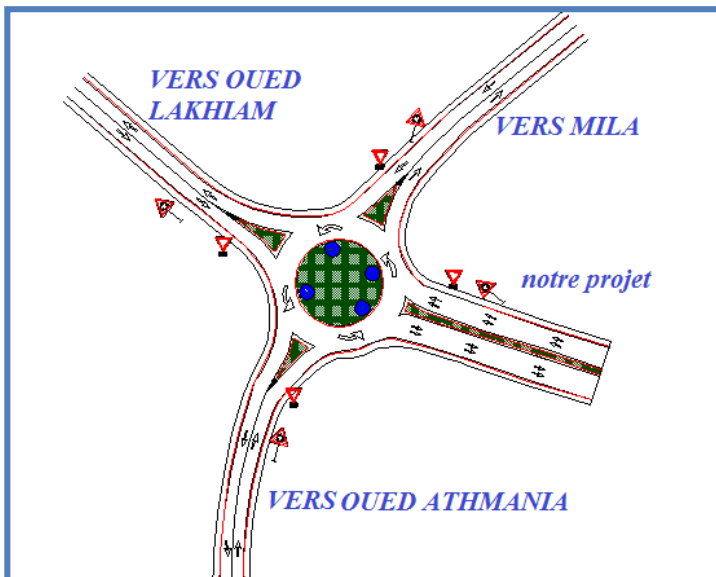 VERS OUED
LAKHIAM
VERS MILA
notre projet
VERS OUED ATHMANIA